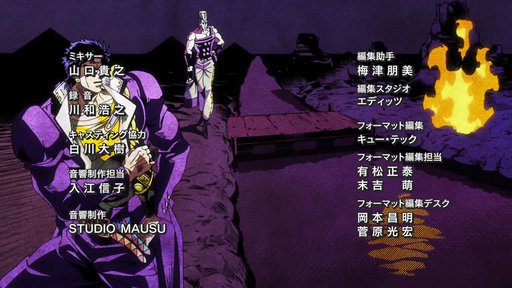 ミキサー
山口貴之
録音
川和浩之
キャスティング協力
白川大樹
音響制作担当
入江信子
音響制作
STUDIO MAUSU
編集助手
梅津朋美
編集スタジオ
エディッツ
フォーマット編集
キュー・テック
フォーマット編集担当
有松正泰
末吉　萌
フォーマット編集デスク
岡本昌明
菅原光宏